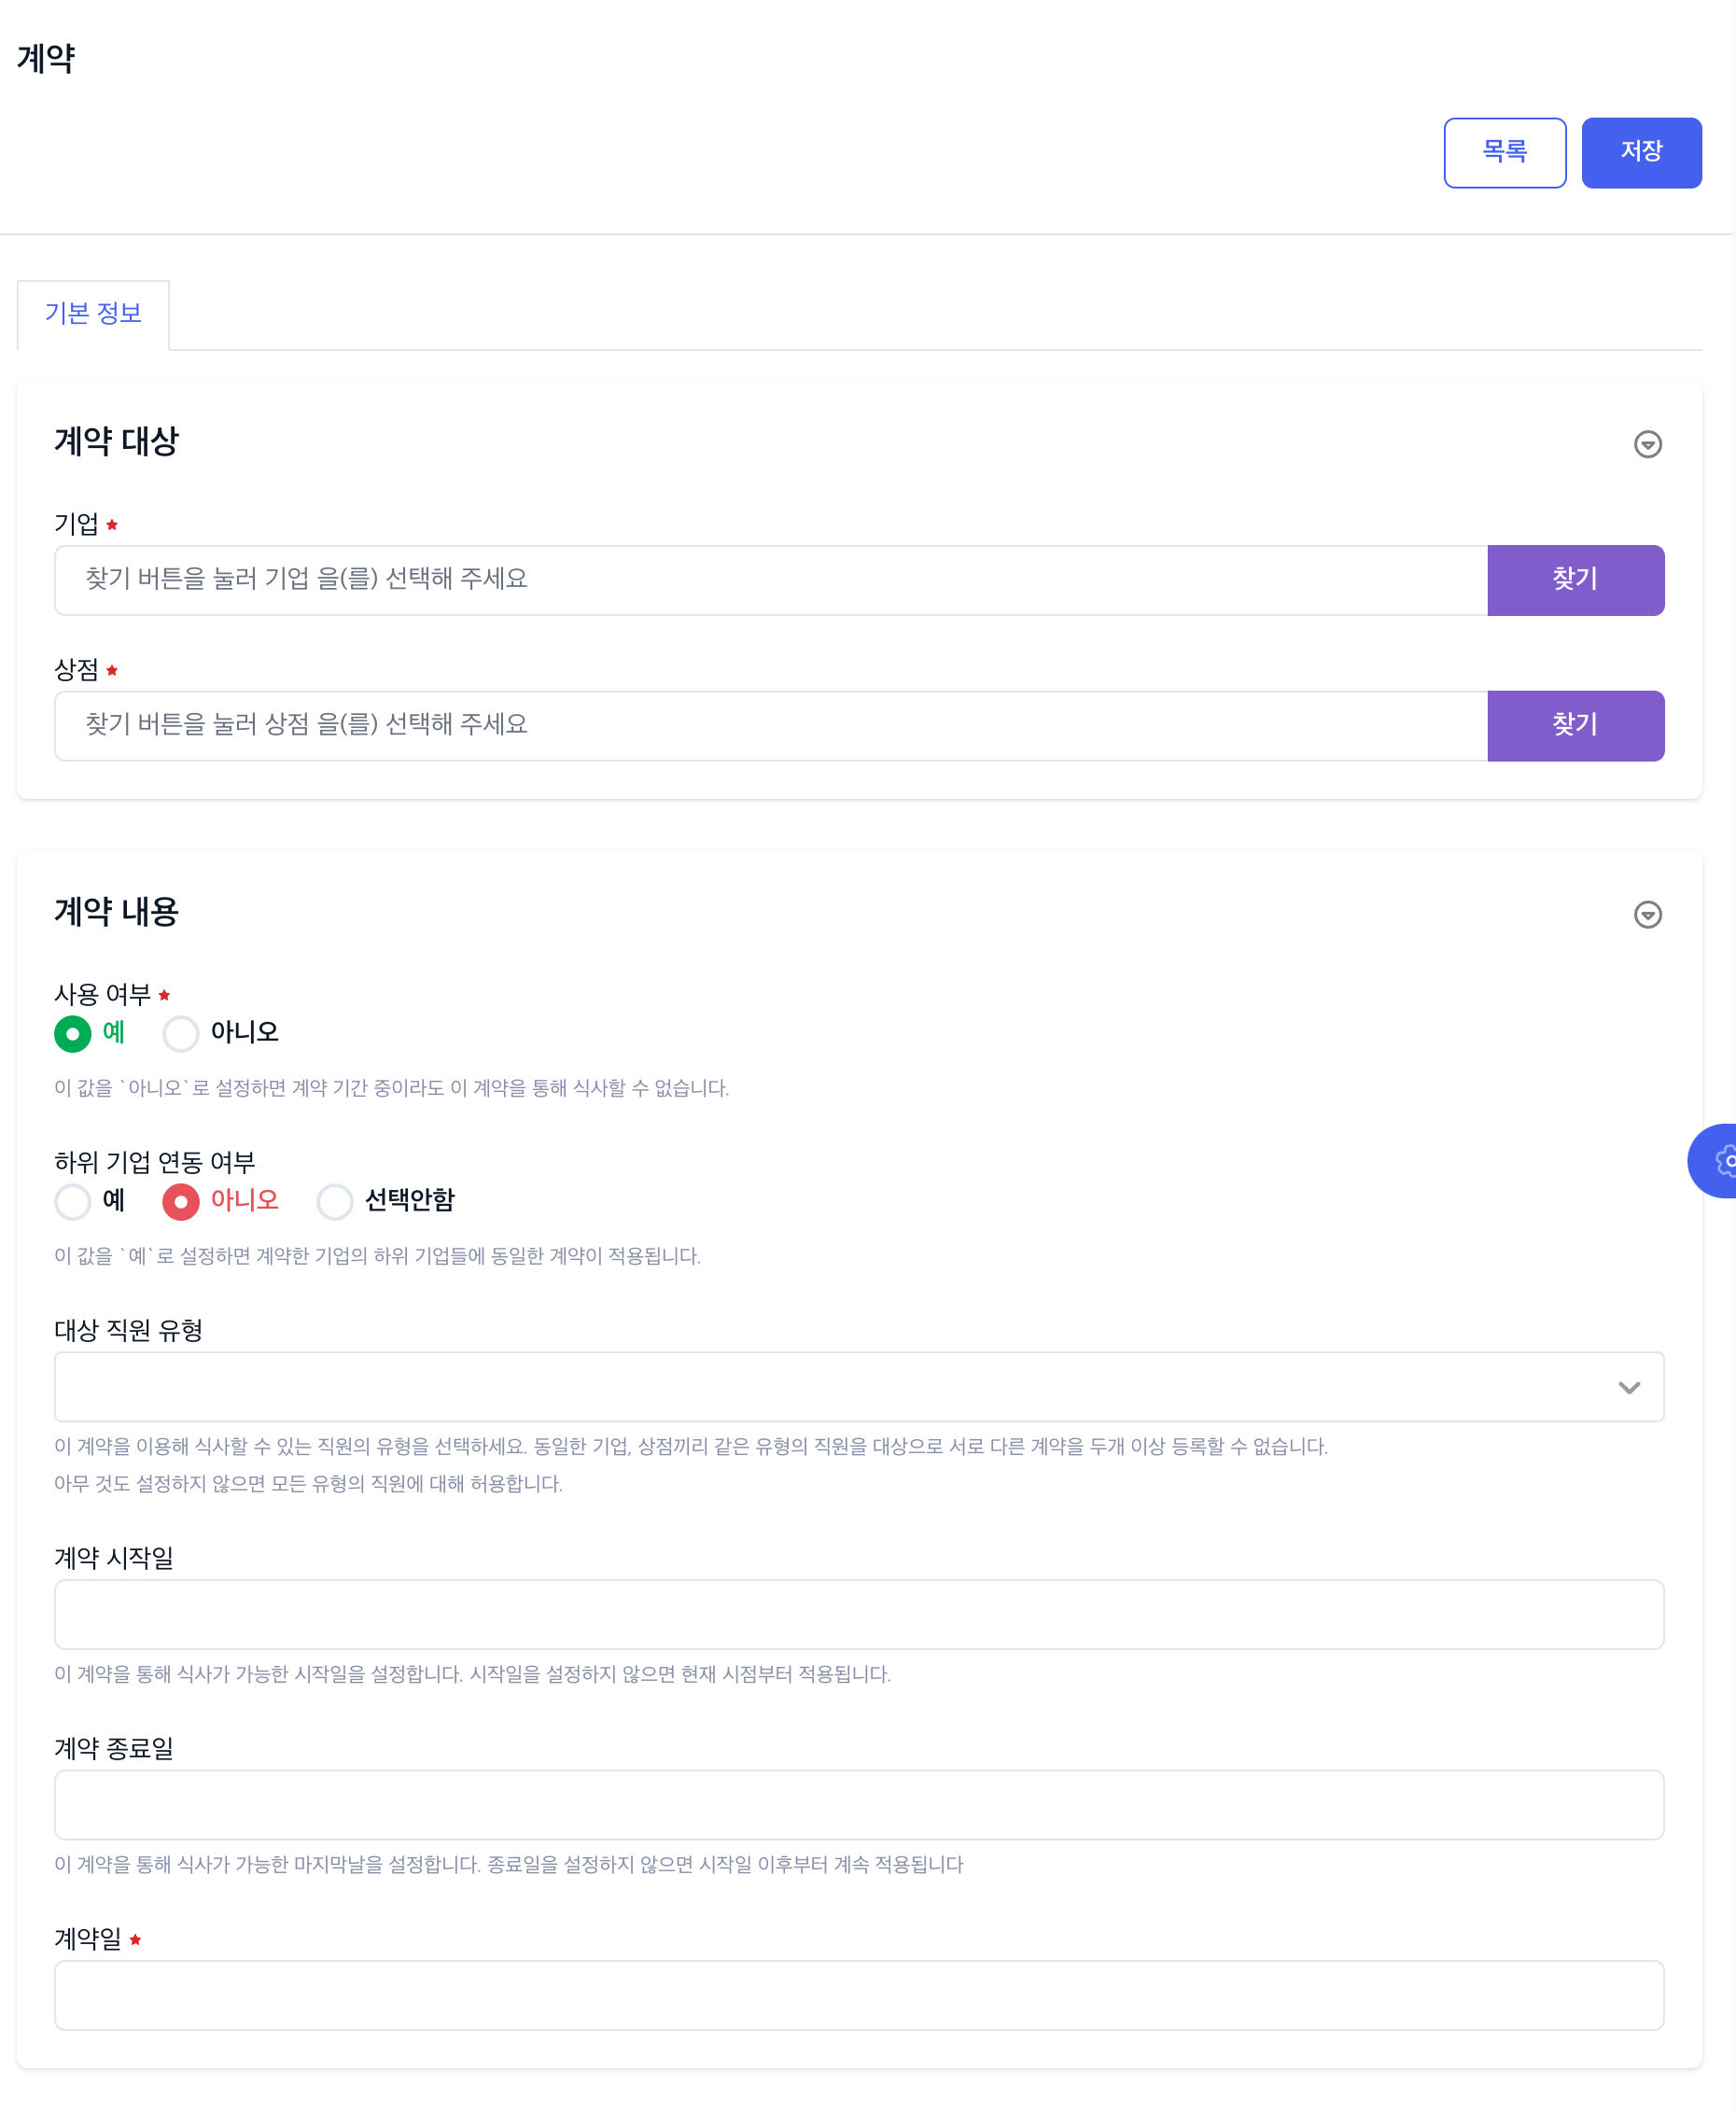 계약
목록
저장
기본 정보
계약 대상
기업
찾기 버튼을 눌러 기업 을(를) 선택해 주세요
찾기
상점
찾기 버튼을 눌러 상점 을(를) 선택해 주세요
찾기
계약 내용
사용 여부
예 아니오
이 값을 `아니오`로 설정하면 계약 기간 중이라도 이 계약을 통해 식사할 수 없습니다.
하위 기업 연동 여부
예 아니오 선택안함
이 값을 `예`로 설정하면 계약한 기업의 하위 기업들에 동일한 계약이 적용됩니다.
대상 직원 유형
이 계약을 이용해 식사할 수 있는 직원의 유형을 선택하세요. 동일한 기업, 상점끼리 같은 유형의 직원을 대상으로 서로 다른 계약을 두개 이상 등록할 수 없습니다.
아무 것도 설정하지 않으면 모든 유형의 직원에 대해 허용합니다.
계약 시작일
이 계약을 통해 식사가 가능한 시작일을 설정합니다. 시작일을 설정하지 않으면 현재 시점부터 적용됩니다.
계약 종료일
이 계약을 통해 식사가 가능한 마지막날을 설정합니다. 종료일을 설정하지 않으면 시작일 이후부터 계속 적용됩니다
계약일